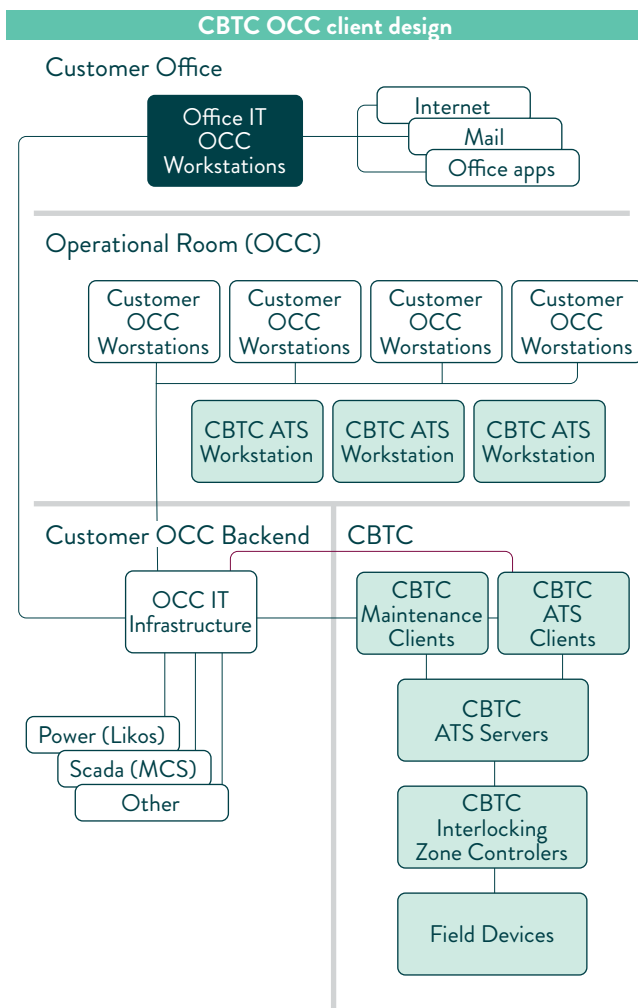 CBTC OCC client design
Customer Office
Office IT
OCC
Workstations
Internet
Mail
Office apps
Operational Room (OCC)
Customer
OCC
Worstations
Customer
OCC
Worstations
Customer
OCC
Worstations
Customer
OCC
Worstations
CBTC ATS
Workstation
CBTC ATS
Workstation
CBTC ATS
Workstation
Customer OCC Backend
CBTC
OCC IT
Infrastructure
CBTC
Maintenance
Clients
CBTC
ATS
Clients
Power (Likos)
Scada (MCS)
Other
CBTC
ATS Servers
CBTC
Interlocking
Zone Controlers
Field Devices